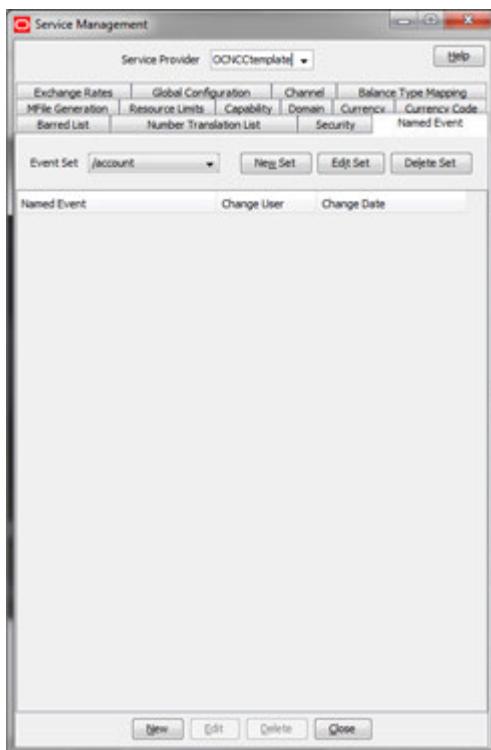 Service Management
Service Provider OCNCCtemplate Help
Exchange Rates Global Configuration Channel Balance Type Mapping
MFile Generation Resource Limits Capability Domain Currency Currency Code
Barred List Number Translation List Security Named Event
Event Set /account New Set Edit Set Delete Set
Named Event Change User Change Date
New Edit Delete Close